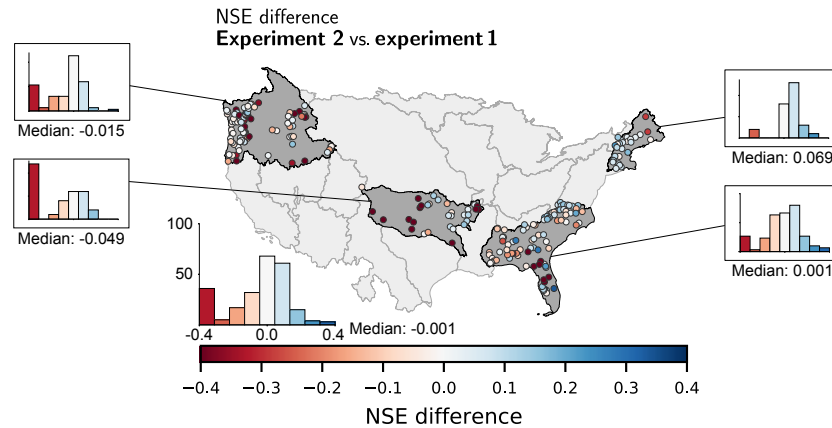 NSE difference
Experiment 2 vs. experiment 1
Median: -0.015
Median: 0.069
Median: -0.049
Median: 0.001
100
50
-0.4
0.0
0.4
Median: -0.001
−0.4
−0.3
−0.2
−0.1
0.0
0.1
0.2
0.3
0.4
NSE difference